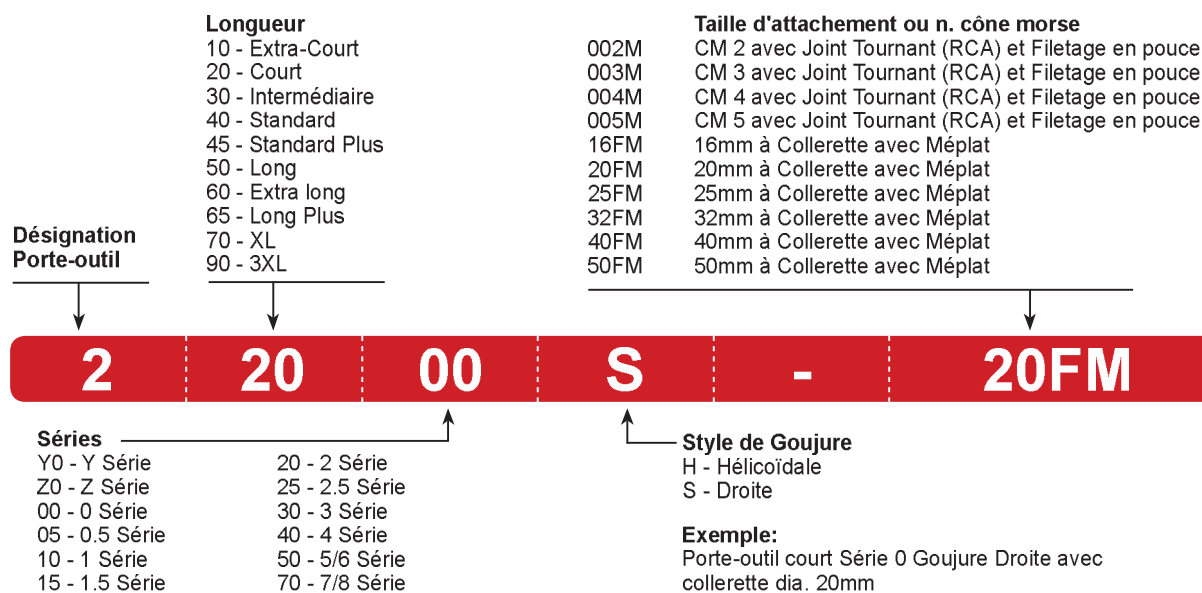 Longueur
10 - Extra-Court
20 - Court
30 - Intermédiaire
40 - Standard
45 - Standard Plus
50 - Long
60 - Extra long
65 - Long Plus
70 - XL
90 - 3XL
Taille d'attachement ou n. cône morse
002M CM 2 avec Joint Tournant (RCA) et Filetage en pouce
003M CM 3 avec Joint Tournant (RCA) et Filetage en pouce
004M CM 4 avec Joint Tournant (RCA) et Filetage en pouce
005M CM 5 avec Joint Tournant (RCA) et Filetage en pouce
16FM 16mm à Collerette avec Méplat
20FM 20mm à Collerette avec Méplat
25FM 25mm à Collerette avec Méplat
32FM 32mm à Collerette avec Méplat
40FM 40mm à Collerette avec Méplat
50FM 50mm à Collerette avec Méplat
Désignation
Porte-outil
2 20 00 S - 20FM
Séries
Y0 - Y Série
Z0 - Z Série
00 - 0 Série
05 - 0.5 Série
10 - 1 Série
15 - 1.5 Série
20 - 2 Série
25 - 2.5 Série
30 - 3 Série
40 - 4 Série
50 - 5/6 Série
70 - 7/8 Série
Style de Goujure
H - Hélicoïdale
S - Droite
Exemple:
Porte-outil court Série 0 Goujure Droite avec
collerette dia. 20mm